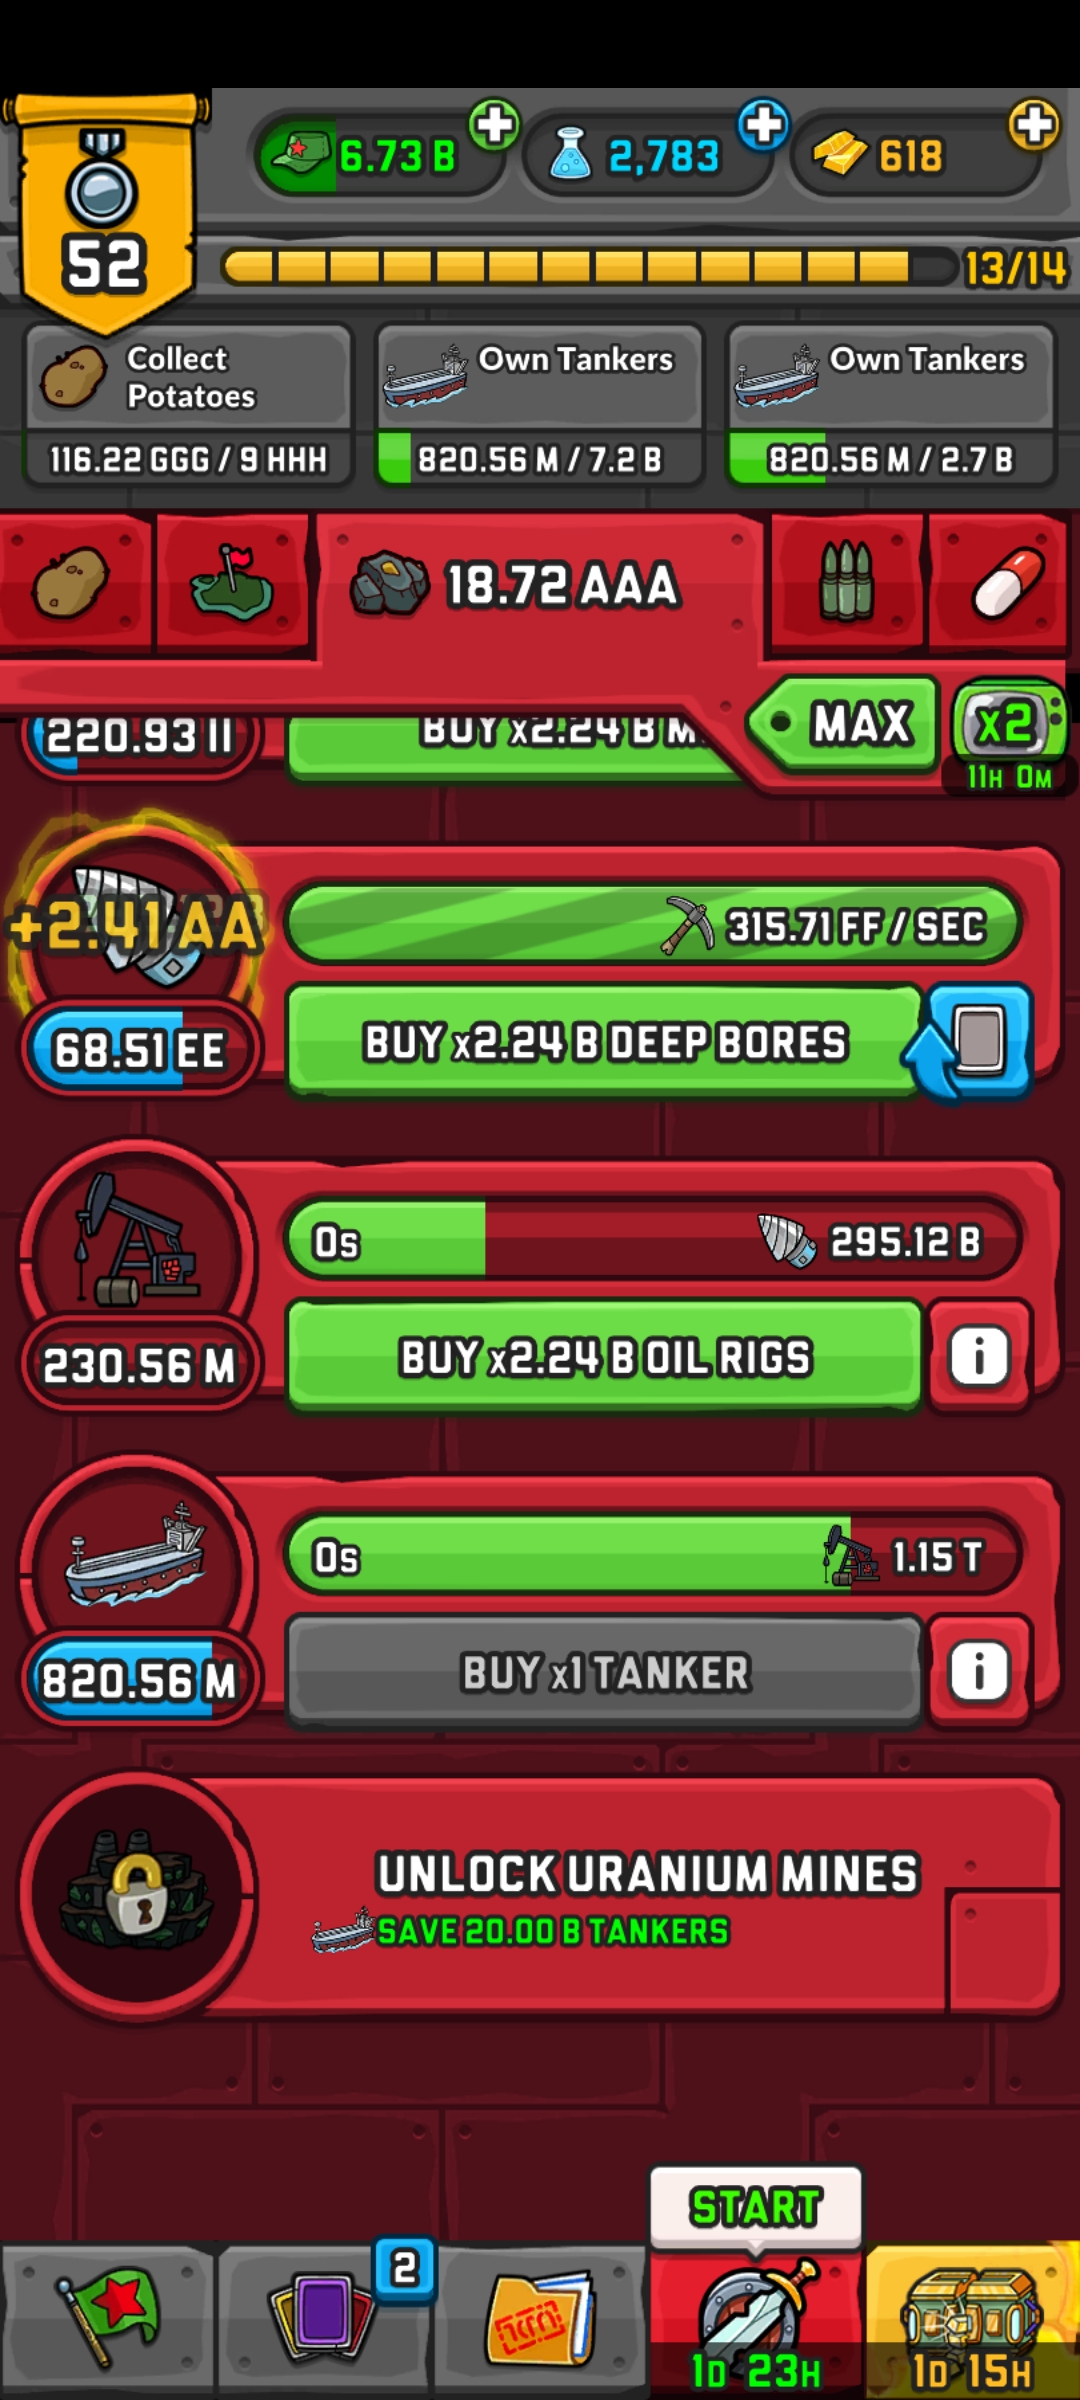 6.73 B
2,783
618
52
13/14
Collect
Potatoes
116.22 GGG / 9 HHH
Own Tankers
820.56 M / 7.2 B
Own Tankers
820.56 M / 2.7 B
18.72 AAA
MAX
x2
11H 0M
220.93 II
BUY x2.24 B M
+2.41 AA
315.71 FF / SEC
68.51 EE
BUY x2.24 B DEEP BORES
0s
295.12 B
230.56 M
BUY x2.24 B OIL RIGS
i
0s
1.15 T
820.56 M
BUY x1 TANKER
i
UNLOCK URANIUM MINES
SAVE 20.00 B TANKERS
START
2
1D 23H
1D 15H